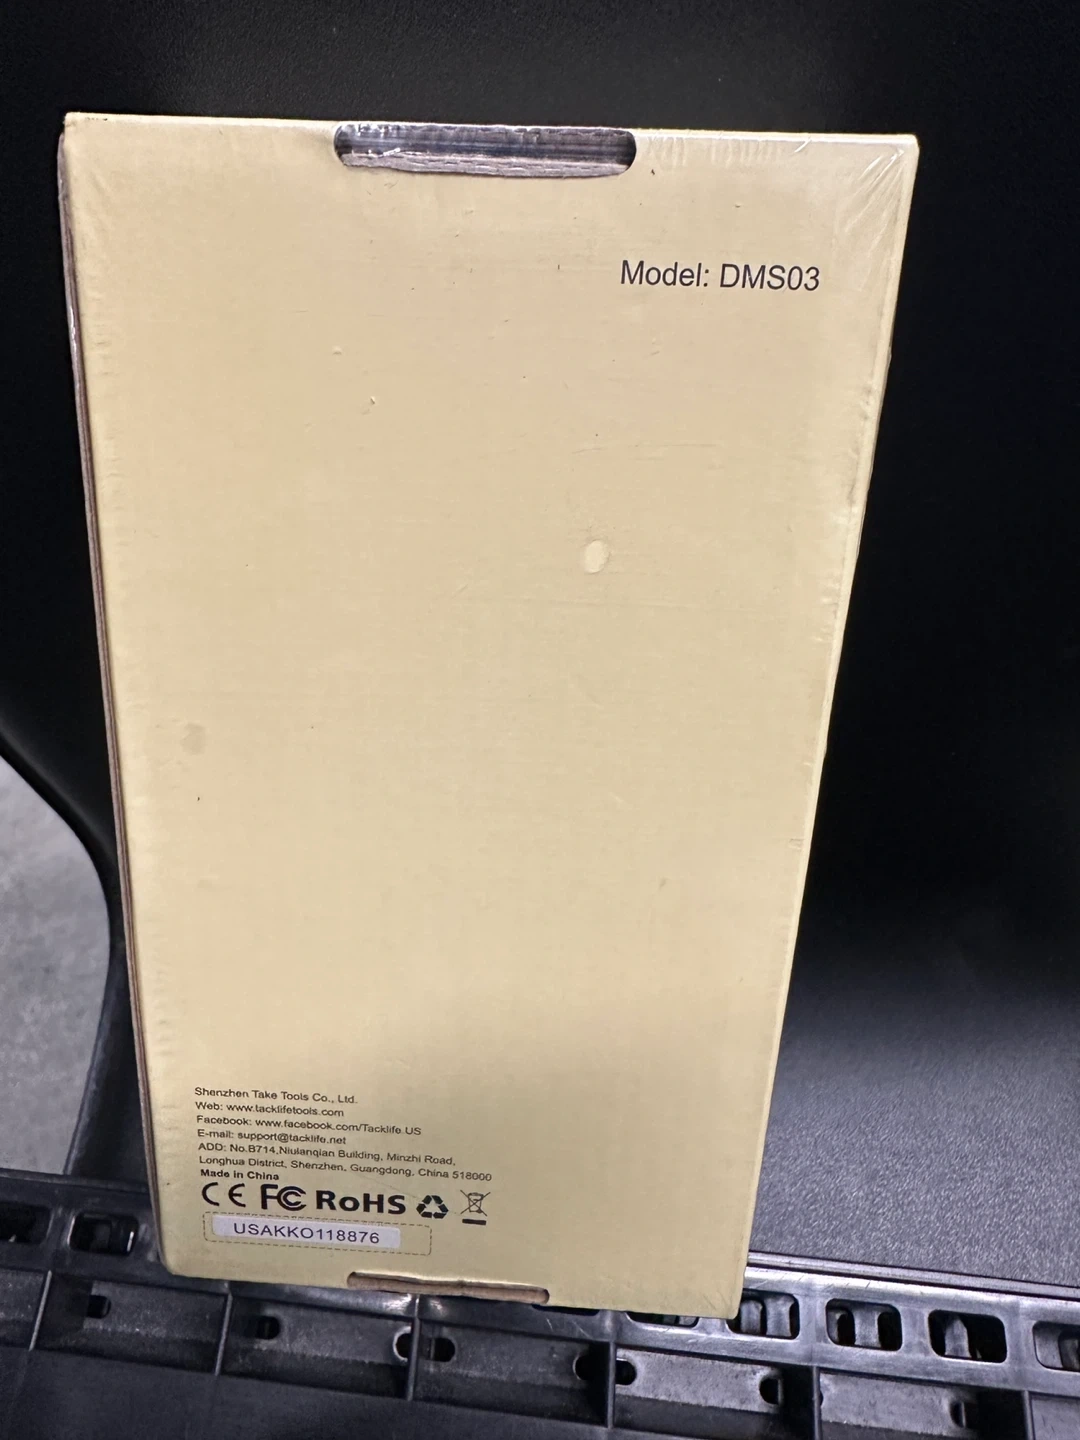 Model: DMS03
Shenzhen Take Tools Co., Ltd.
Web: www.tacklifetools.com
Facebook: www.facebook.com/Tacklife.US
E-mail: support@tacklife.net
ADD: No.B714,Niulanqian Building, Minzhi Road,
Longhua District, Shenzhen, Guangdong, China 518000
Made in China
CE FC RoHS
USAKKO118876